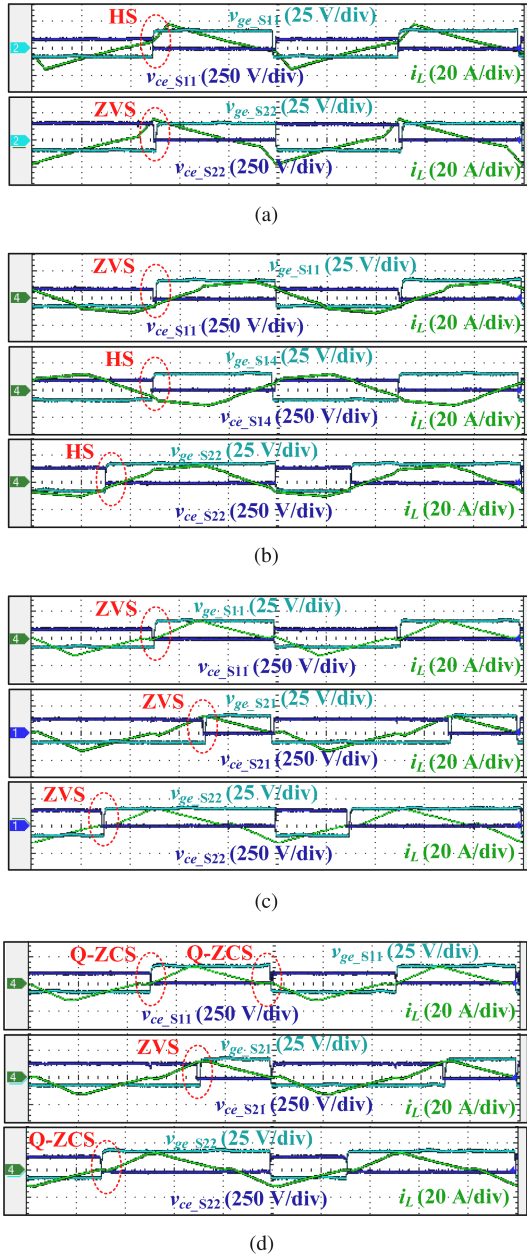 HS
v_ge_S11 (25 V/div)
2
v_ce_S11 (250 V/div)
i_L (20 A/div)
ZVS
v_ge_S22 (25 V/div)
2
v_ce_S22 (250 V/div)
i_L (20 A/div)
(a)
ZVS
v_ge_S11 (25 V/div)
4
v_ce_S11 (250 V/div)
i_L (20 A/div)
HS
v_ge_S14 (25 V/div)
4
v_ce_S14 (250 V/div)
i_L (20 A/div)
HS
v_ge_S22 (25 V/div)
4
v_ce_S22 (250 V/div)
i_L (20 A/div)
(b)
ZVS
v_ge_S11 (25 V/div)
4
v_ce_S11 (250 V/div)
i_L (20 A/div)
ZVS
v_ge_S21 (25 V/div)
1
v_ce_S21 (250 V/div)
i_L (20 A/div)
ZVS
v_ge_S22 (25 V/div)
1
v_ce_S22 (250 V/div)
i_L (20 A/div)
(c)
Q-ZCS Q-ZCS v_ge_S11 (25 V/div)
4
v_ce_S11 (250 V/div)
i_L (20 A/div)
ZVS
v_ge_S21 (25 V/div)
4
v_ce_S21 (250 V/div)
i_L (20 A/div)
Q-ZCS
v_ge_S22 (25 V/div)
4
v_ce_S22 (250 V/div)
i_L (20 A/div)
(d)